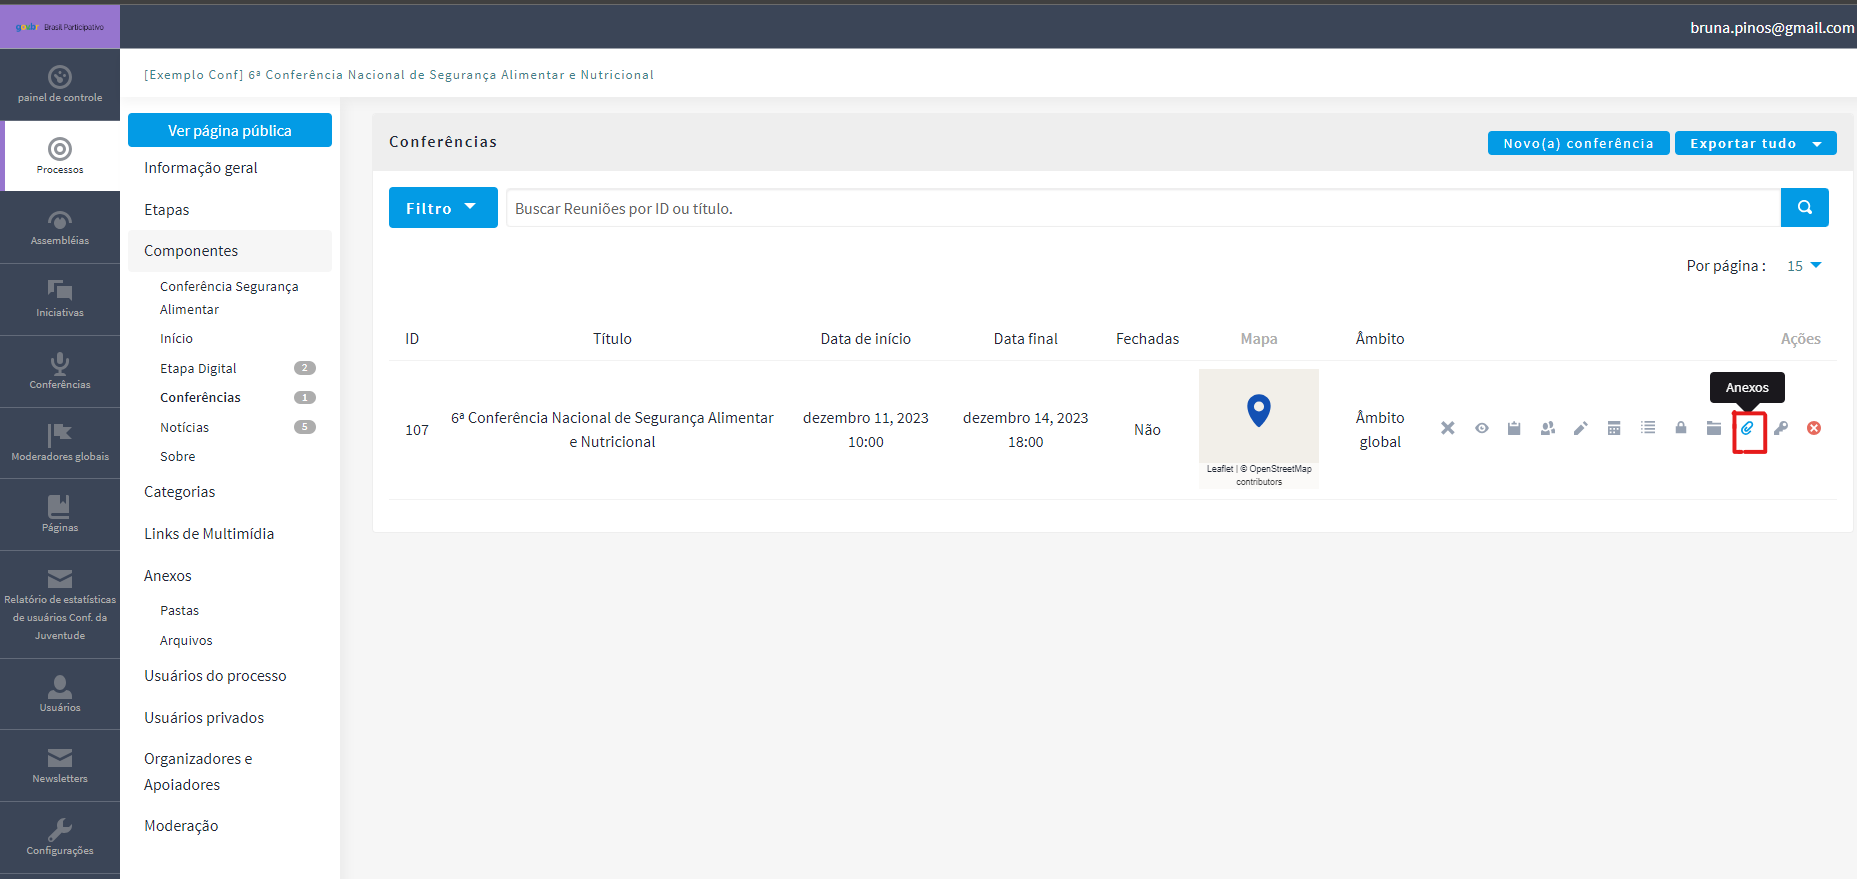 gov.br Brasil Participativo
bruna.pinos@gmail.com
painel de controle
Processos
Assembléias
Iniciativas
Conferências
Moderadores globais
Páginas
Relatório de estatísticas
de usuários Conf. da
Juventude
Usuários
Newsletters
Configurações
[Exemplo Conf] 6ª Conferência Nacional de Segurança Alimentar e Nutricional
Ver página pública
Informação geral
Etapas
Componentes
Conferência Segurança
Alimentar
Início
Etapa Digital 2
Conferências 1
Notícias 5
Sobre
Categorias
Links de Multimídia
Anexos
Pastas
Arquivos
Usuários do processo
Usuários privados
Organizadores e
Apoiadores
Moderação
Conferências
Novo(a) conferência
Exportar tudo
Filtro
Buscar Reuniões por ID ou título.
Por página : 15
ID Título Data de início Data final Fechadas Mapa Âmbito Ações
Anexos
107
6ª Conferência Nacional de Segurança Alimentar
e Nutricional
dezembro 11, 2023
10:00
dezembro 14, 2023
18:00
Não
Leaflet | © OpenStreetMap
contributors
Âmbito
global